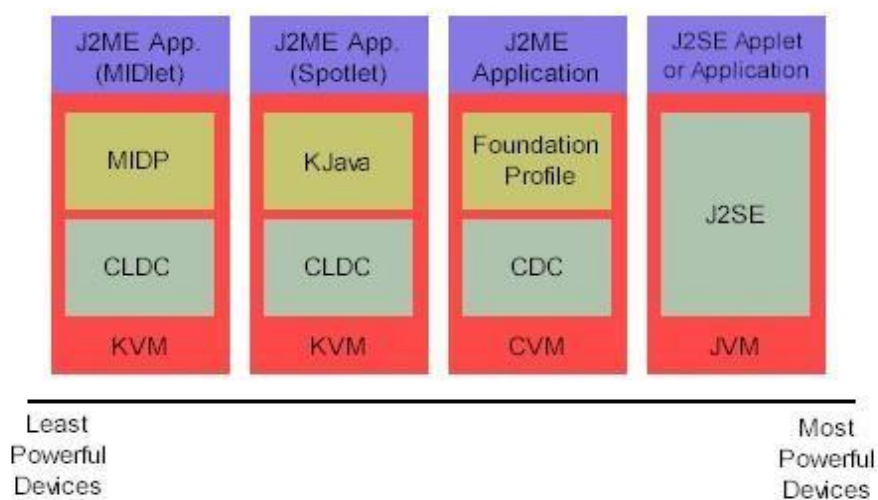 J2ME App.
(MIDlet)
J2ME App.
(Spotlet)
J2ME
Application
J2SE Applet
or Application
MIDP
KJava
Foundation
Profile
J2SE
CLDC
CLDC
CDC
KVM
KVM
CVM
JVM
Least
Powerful
Devices
Most
Powerful
Devices